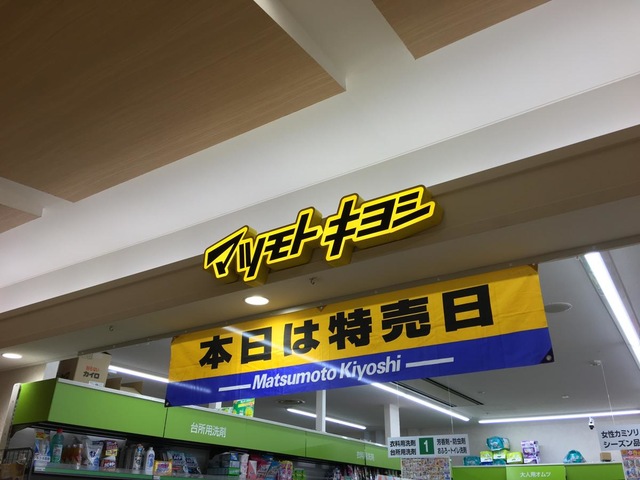 マツモトキヨシ
本日は特売日
Matsumoto Kiyoshi
カイロ
台所用洗剤
衣料用洗剤
台所用洗剤
1
芳香剤・防虫剤
おふろ・トイレ洗剤
女性カミソリ
シーズン品
大人用オムツ